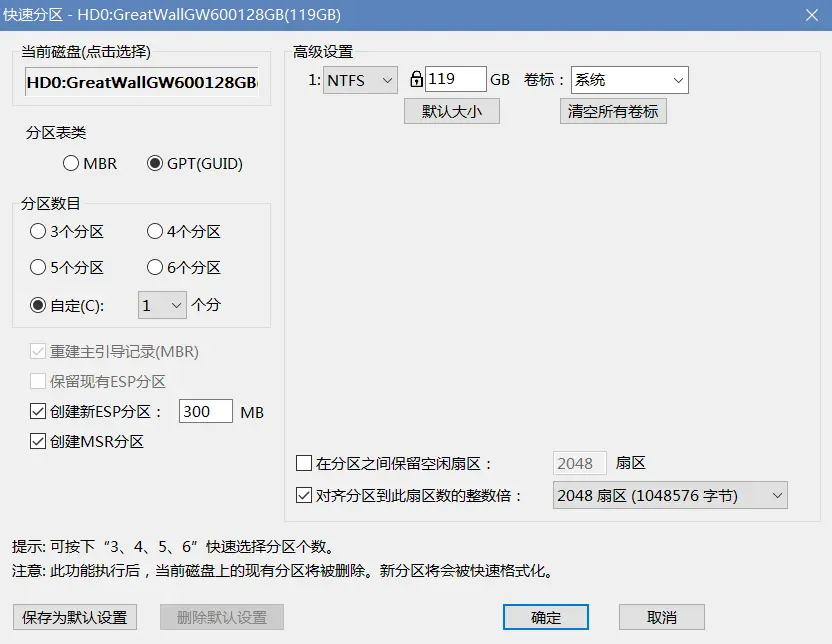 快速分区 - HD0:GreatWallGW600128GB(119GB)
当前磁盘(点击选择)
HD0:GreatWallGW600128GB
分区表类
MBR
GPT(GUID)
分区数目
3个分区
4个分区
5个分区
6个分区
自定(C):
1
个分
重建主引导记录(MBR)
保留现有ESP分区
创建新ESP分区：
300
MB
创建MSR分区
高级设置
1:
NTFS
119
GB
卷标：
系统
默认大小
清空所有卷标
在分区之间保留空闲扇区：
2048
扇区
对齐分区到此扇区数的整数倍：
2048 扇区 (1048576 字节)
提示: 可按下“3、4、5、6”快速选择分区个数。
注意: 此功能执行后，当前磁盘上的现有分区将被删除。新分区将会被快速格式化。
保存为默认设置
删除默认设置
确定
取消